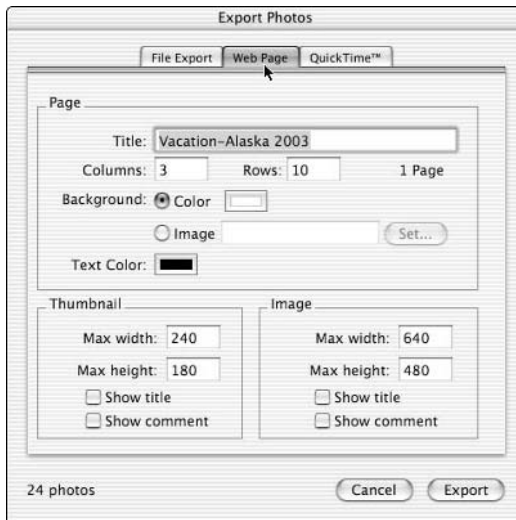 Export Photos
File Export Web Page QuickTime™
Page
Title: Vacation-Alaska 2003
Columns: 3 Rows: 10 1 Page
Background: Color
Image Set...
Text Color:
Thumbnail
Max width: 240
Max height: 180
Show title
Show comment
Image
Max width: 640
Max height: 480
Show title
Show comment
24 photos Cancel Export